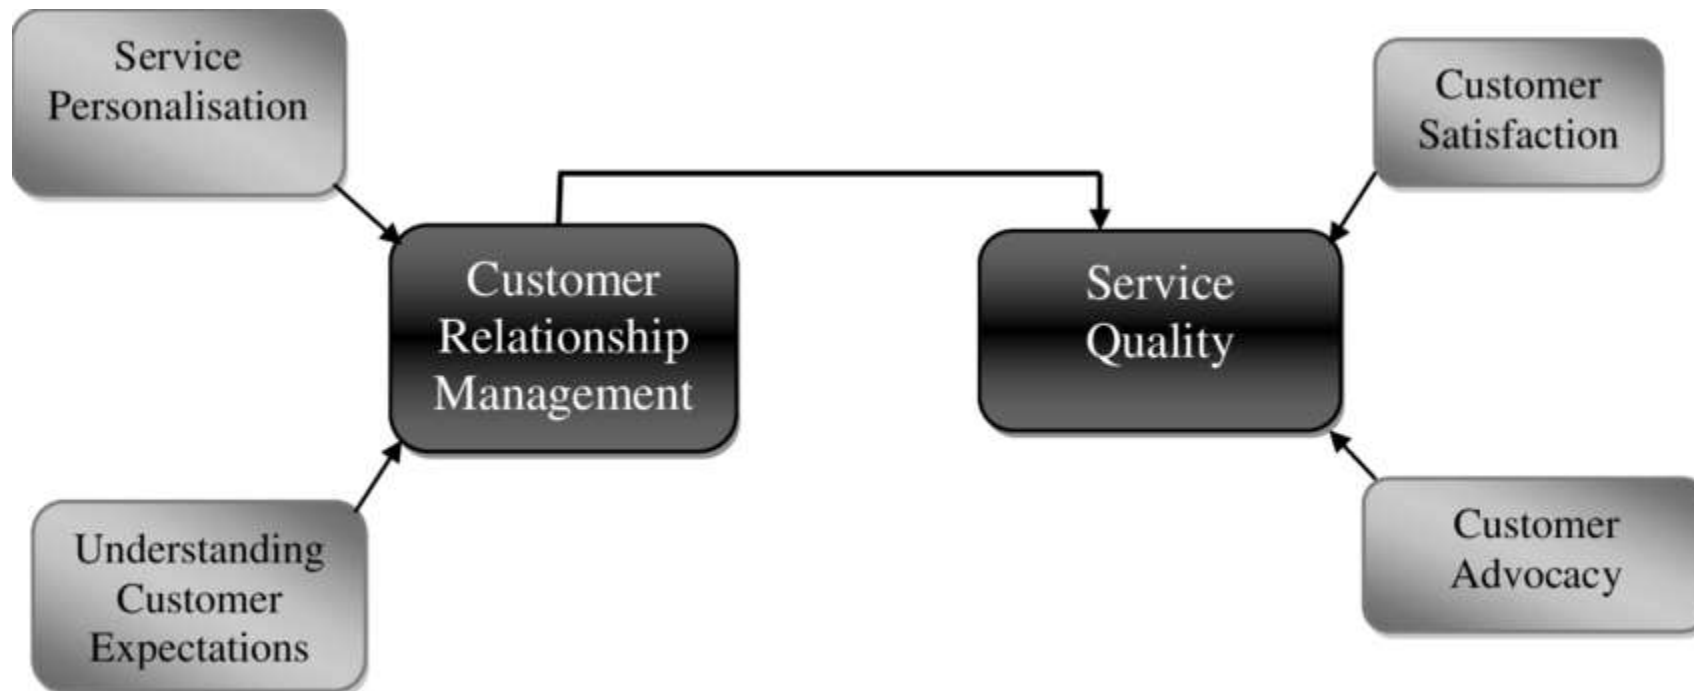 Service
Personalisation
Customer
Satisfaction
Customer
Relationship
Management
Service
Quality
Understanding
Customer
Expectations
Customer
Advocacy